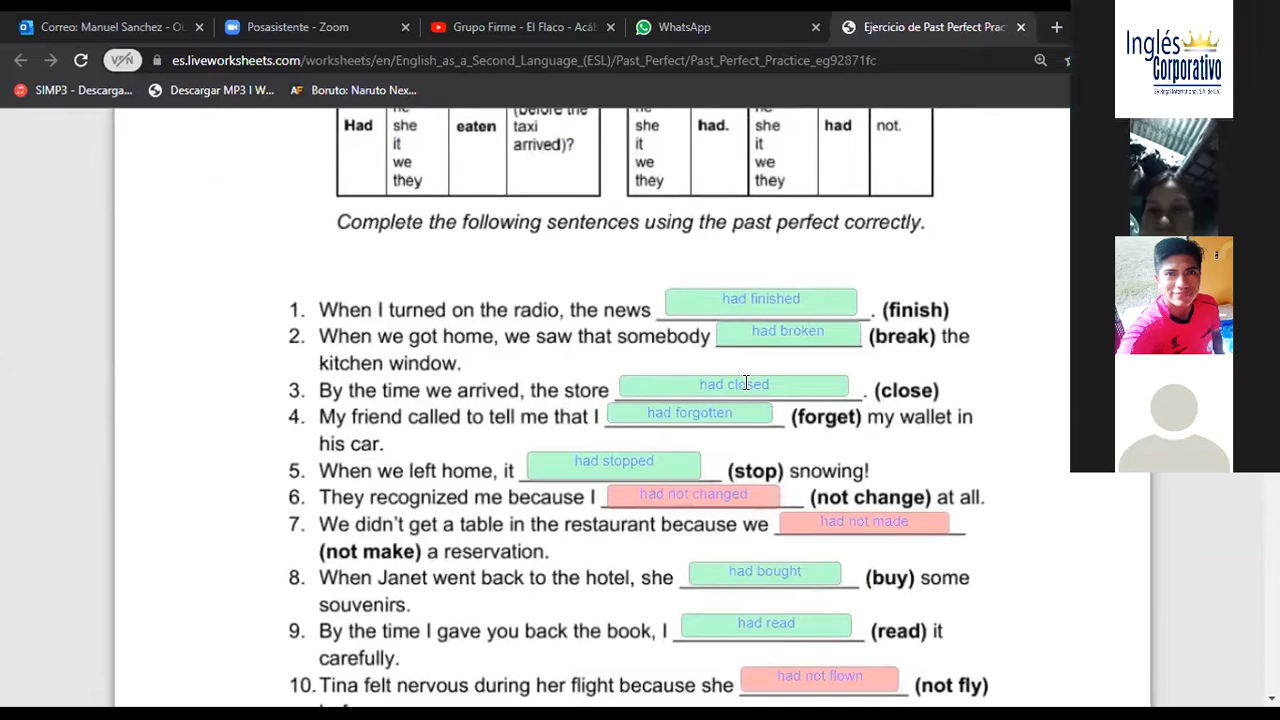 Correo: Manuel Sanchez - Ou
Posasistente - Zoom
Grupo Firme - El Flaco - Acáb
WhatsApp
Ejercicio de Past Perfect Prac
VPN
es.liveworksheets.com/worksheets/en/English_as_a_Second_Language_(ESL)/Past_Perfect/Past_Perfect_Practice_eg92871fc
SIMP3 - Descarga...
Descargar MP3 I W...
AF Boruto: Naruto Nex...
Inglés
Corporativo
he (before the he he
Had she eaten taxi she had. she had not.
it arrived)? it it
we we we
they they they
Complete the following sentences using the past perfect correctly.
1. When I turned on the radio, the news had finished. (finish)
2. When we got home, we saw that somebody had broken (break) the
kitchen window.
3. By the time we arrived, the store had closed. (close)
4. My friend called to tell me that I had forgotten (forget) my wallet in
his car.
5. When we left home, it had stopped (stop) snowing!
6. They recognized me because I had not changed (not change) at all.
7. We didn't get a table in the restaurant because we had not made
(not make) a reservation.
8. When Janet went back to the hotel, she had bought (buy) some
souvenirs.
9. By the time I gave you back the book, I had read (read) it
carefully.
10. Tina felt nervous during her flight because she had not flown (not fly)